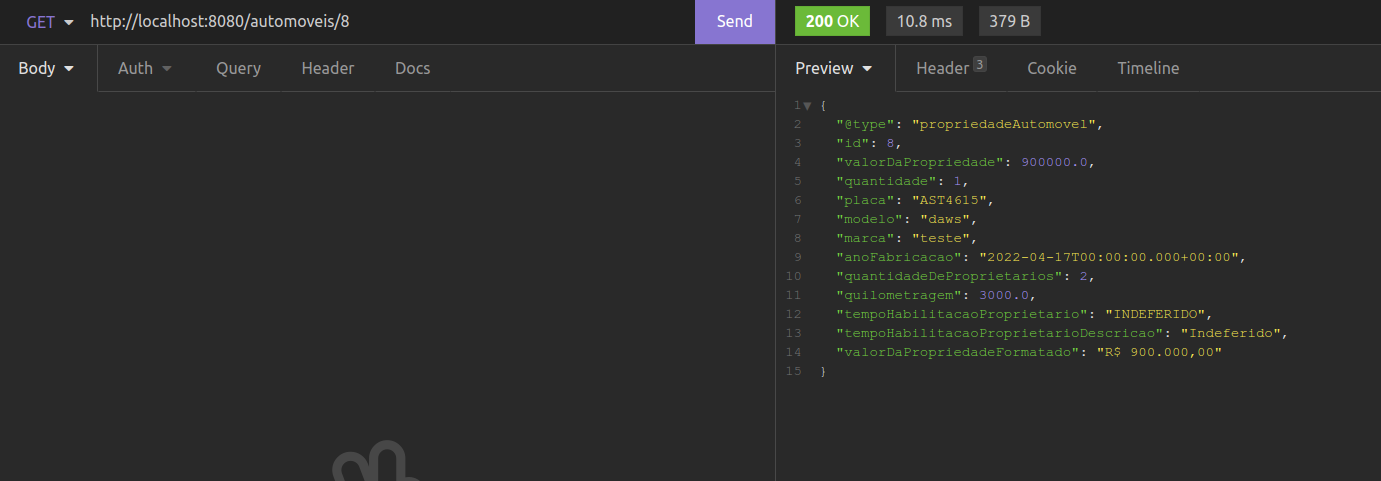 GET http://localhost:8080/automoveis/8 Send 200 OK 10.8 ms 379 B
Body Auth Query Header Docs Preview Header 3 Cookie Timeline
1 {
2 "@type": "propriedadeAutomovel",
3 "id": 8,
4 "valorDaPropriedade": 900000.0,
5 "quantidade": 1,
6 "placa": "AST4615",
7 "modelo": "daws",
8 "marca": "teste",
9 "anoFabricacao": "2022-04-17T00:00:00.000+00:00",
10 "quantidadeDeProprietarios": 2,
11 "quilometragem": 3000.0,
12 "tempoHabilitacaoProprietario": "INDEFERIDO",
13 "tempoHabilitacaoProprietarioDescricao": "Indeferido",
14 "valorDaPropriedadeFormatado": "R$ 900.000,00"
15 }